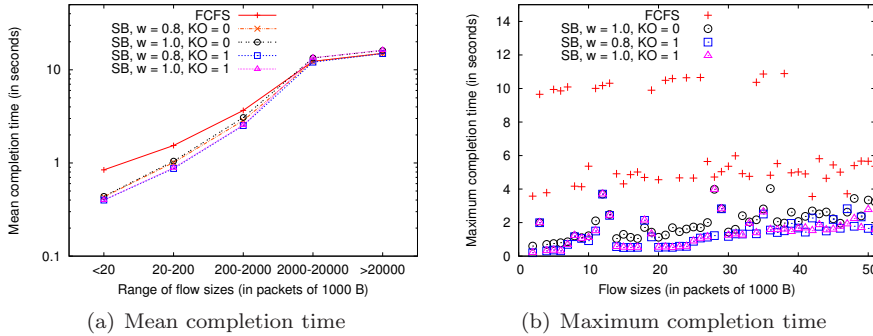 FCFS
SB, w = 0.8, KO = 0
SB, w = 1.0, KO = 0
SB, w = 0.8, KO = 1
SB, w = 1.0, KO = 1
10
1
0.1
Mean completion time (in seconds)
<20
20-200
200-2000
2000-20000
>20000
Range of flow sizes (in packets of 1000 B)
(a) Mean completion time
FCFS
SB, w = 1.0, KO = 0
SB, w = 0.8, KO = 1
SB, w = 1.0, KO = 1
14
12
10
8
6
4
2
0
Maximum completion time (in seconds)
0
10
20
30
40
50
Flow sizes (in packets of 1000 B)
(b) Maximum completion time